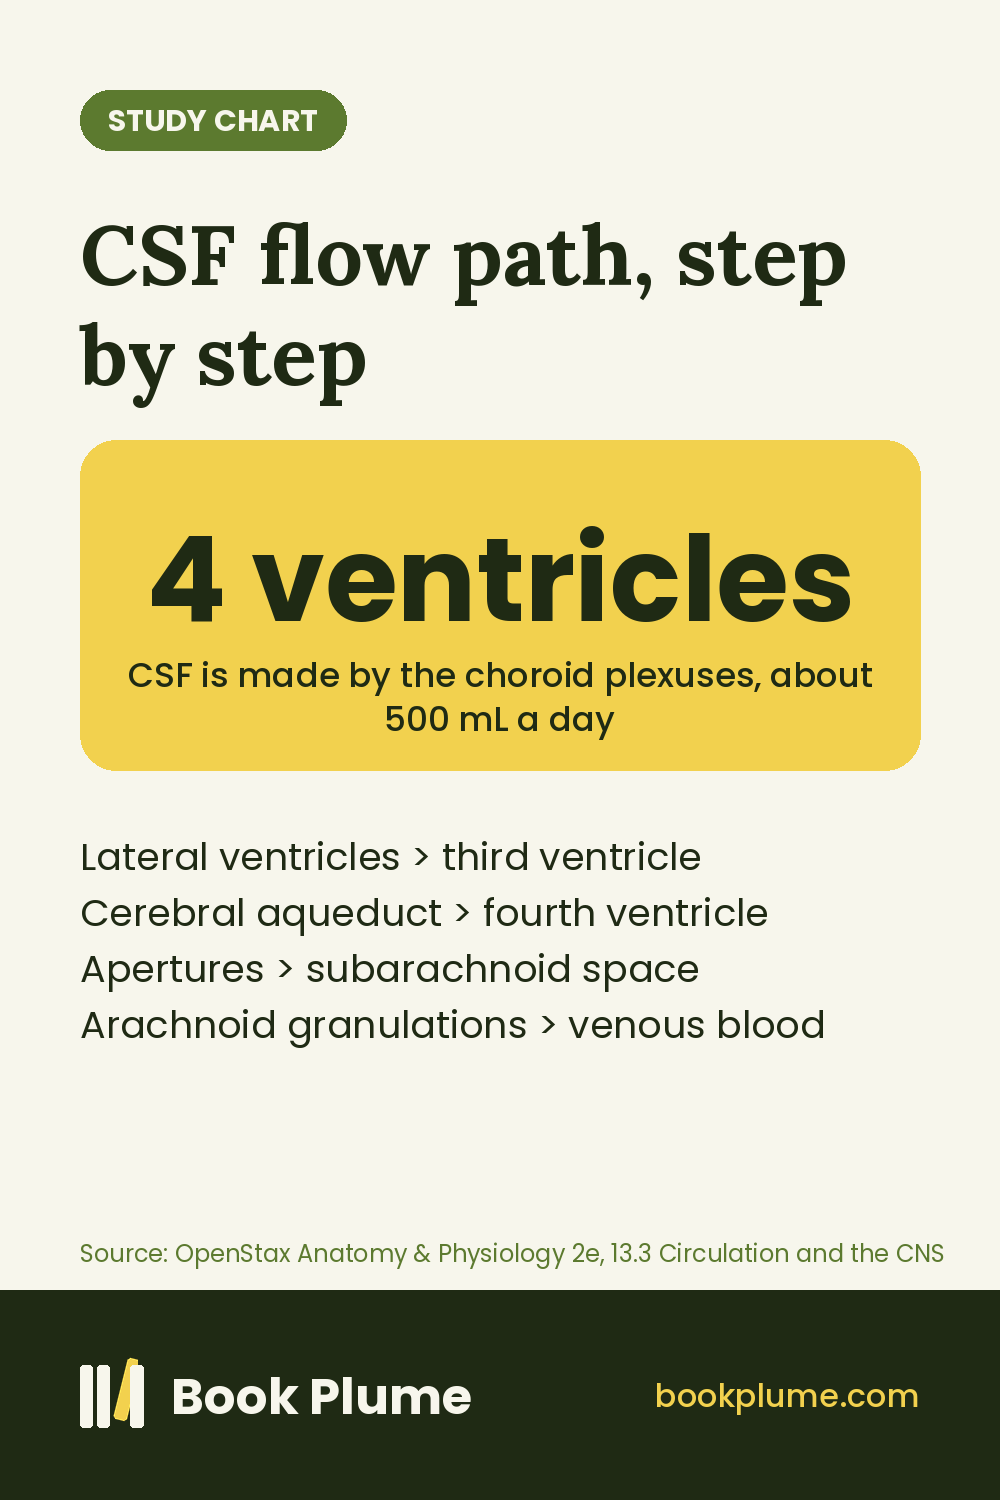 STUDY CHART
CSF flow path, step
by step
4 ventricles
CSF is made by the choroid plexuses, about
500 mL a day
Lateral ventricles > third ventricle
Cerebral aqueduct > fourth ventricle
Apertures > subarachnoid space
Arachnoid granulations > venous blood
Source: OpenStax Anatomy & Physiology 2e, 13.3 Circulation and the CNS
Book Plume
bookplume.com